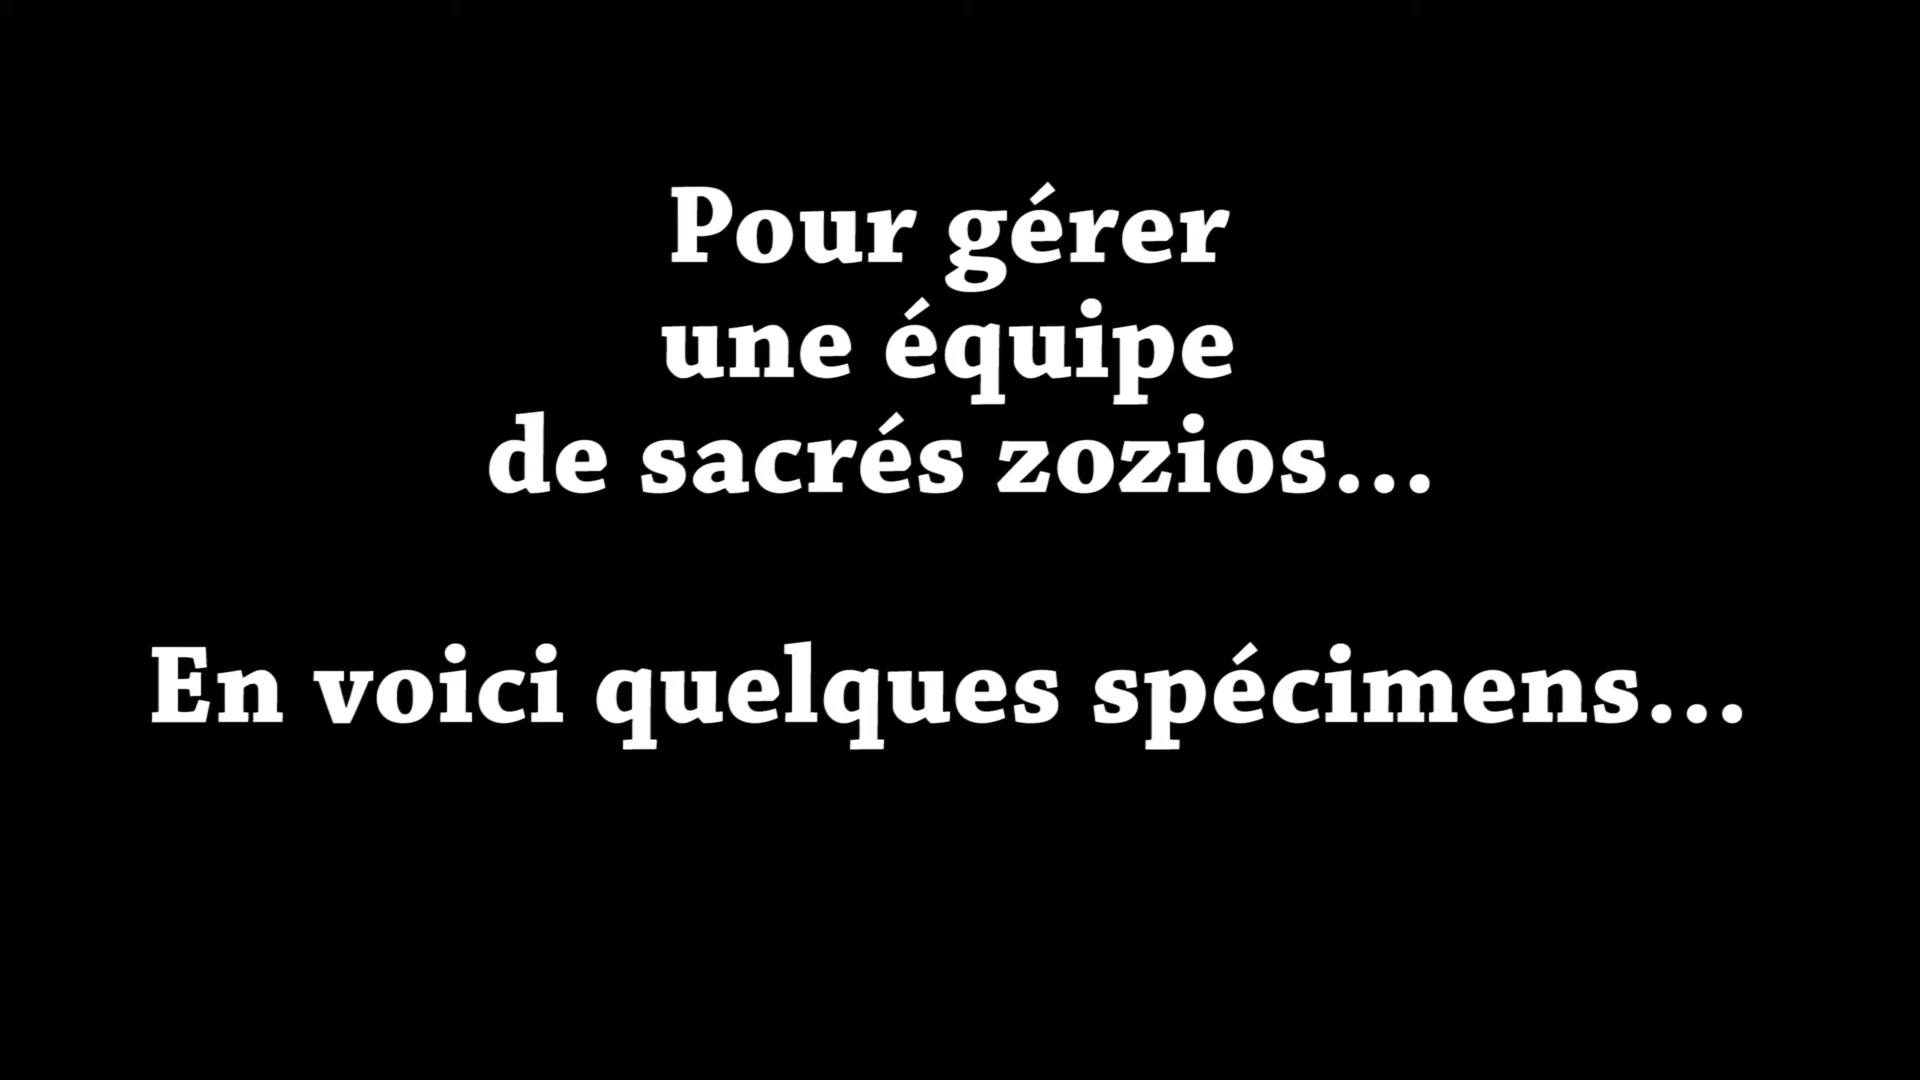 Pour gérer
une équipe
de sacrés zozios...
En voici quelques spécimens...